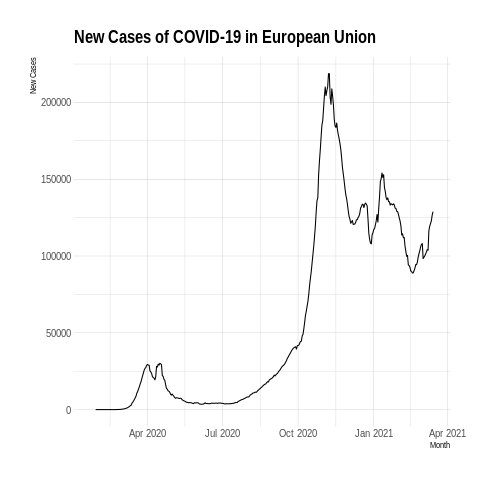 New Cases of COVID-19 in European Union
New Cases
200000
150000
100000
50000
0
Apr 2020
Jul 2020
Oct 2020
Jan 2021
Apr 2021
Month